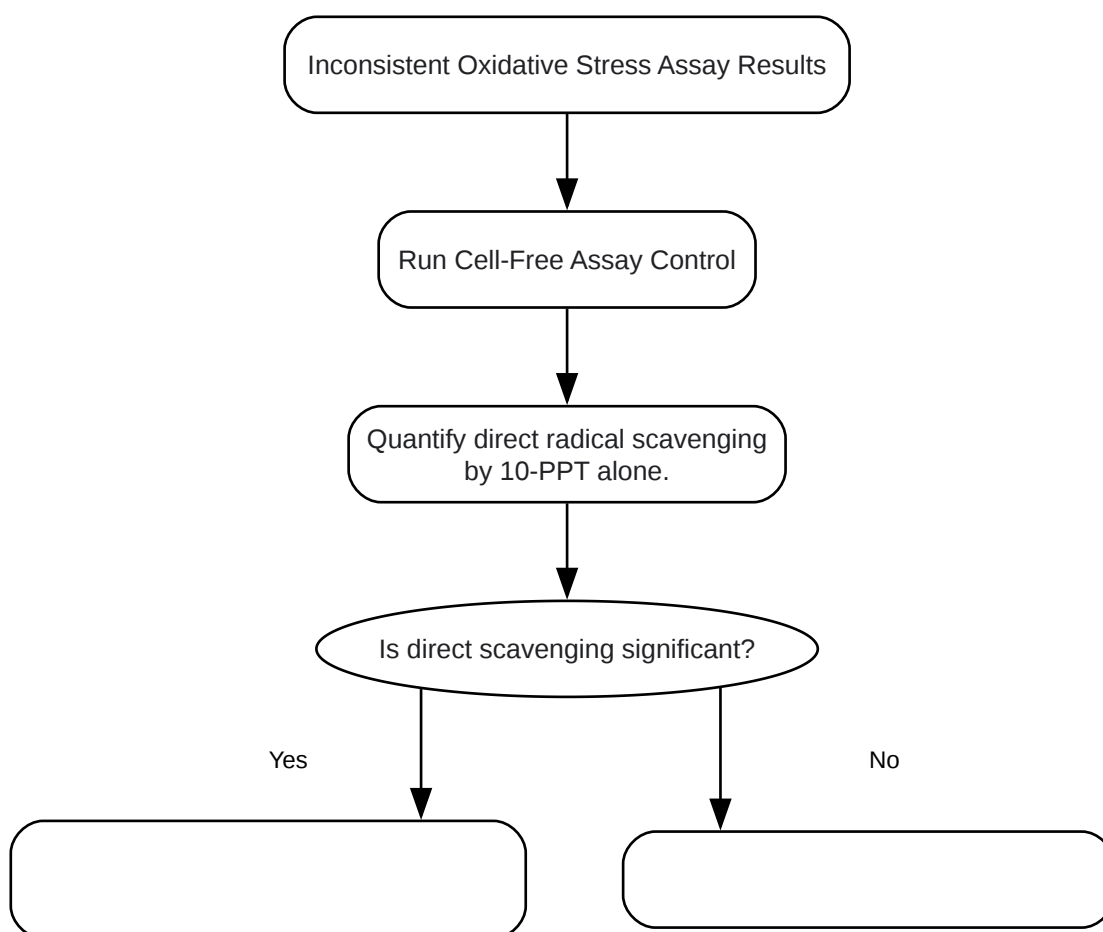 Inconsistent Oxidative Stress Assay Results
Run Cell-Free Assay Control
Quantify direct radical scavenging
by 10-PPT alone.
Is direct scavenging significant?
Yes
No